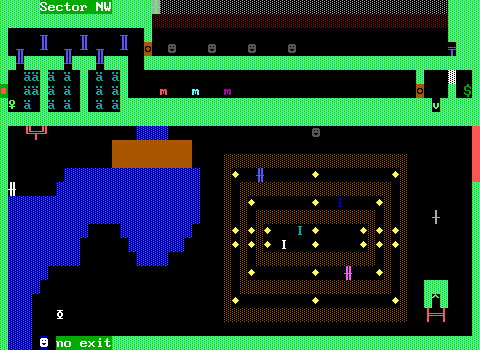 Sector NW
ä ä ä ä ä ä
ä ä ä ä ä ä
ä ä ä ä ä
m m m
$
v
no exit